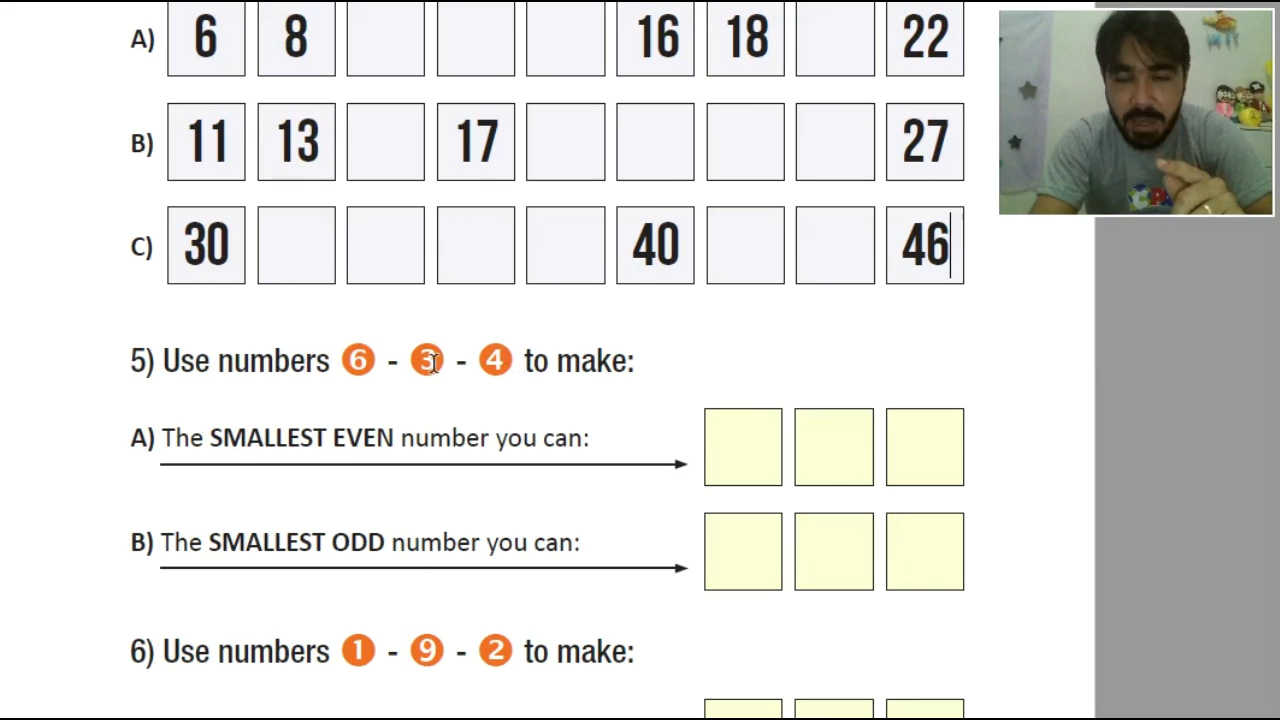 A) 6 8 16 18 22
B) 11 13 17 27
C) 30 40 46
5) Use numbers 6 - 3 - 4 to make:
A) The SMALLEST EVEN number you can:
B) The SMALLEST ODD number you can:
6) Use numbers 1 - 9 - 2 to make: